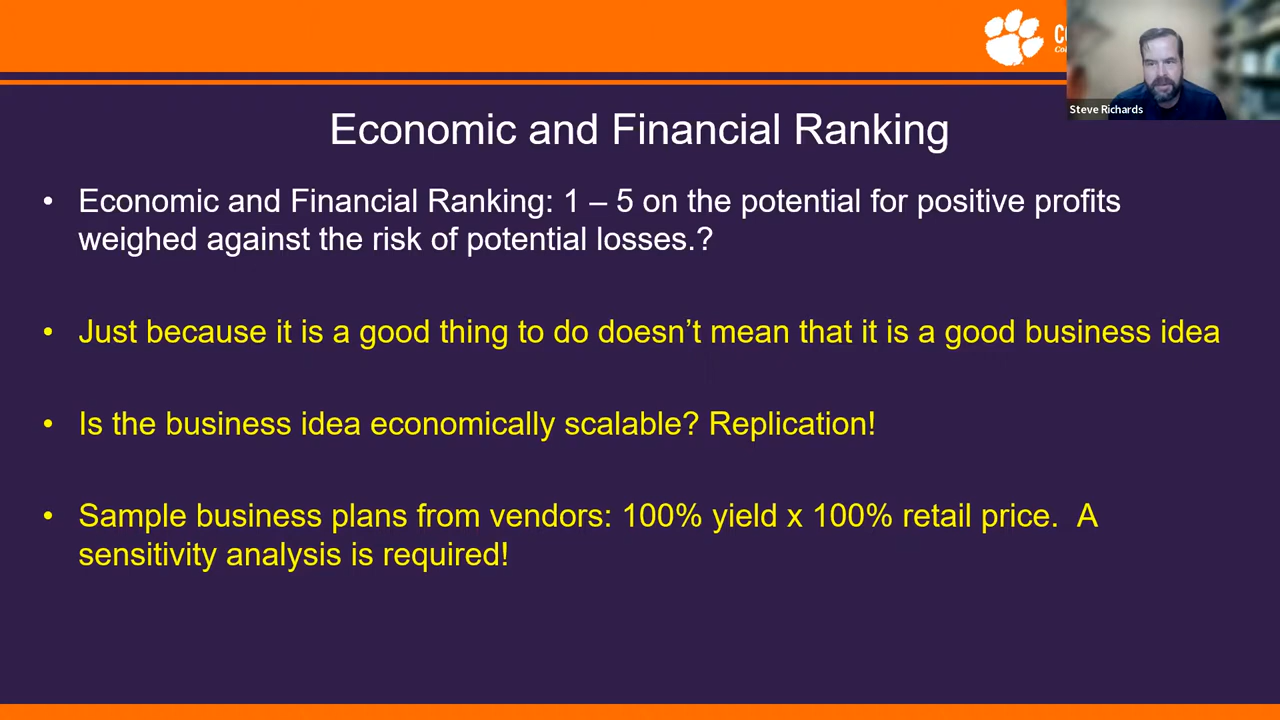 Steve Richards
Economic and Financial Ranking
• Economic and Financial Ranking: 1 – 5 on the potential for positive profits
weighed against the risk of potential losses.?
• Just because it is a good thing to do doesn’t mean that it is a good business idea
• Is the business idea economically scalable? Replication!
• Sample business plans from vendors: 100% yield x 100% retail price.  A
sensitivity analysis is required!